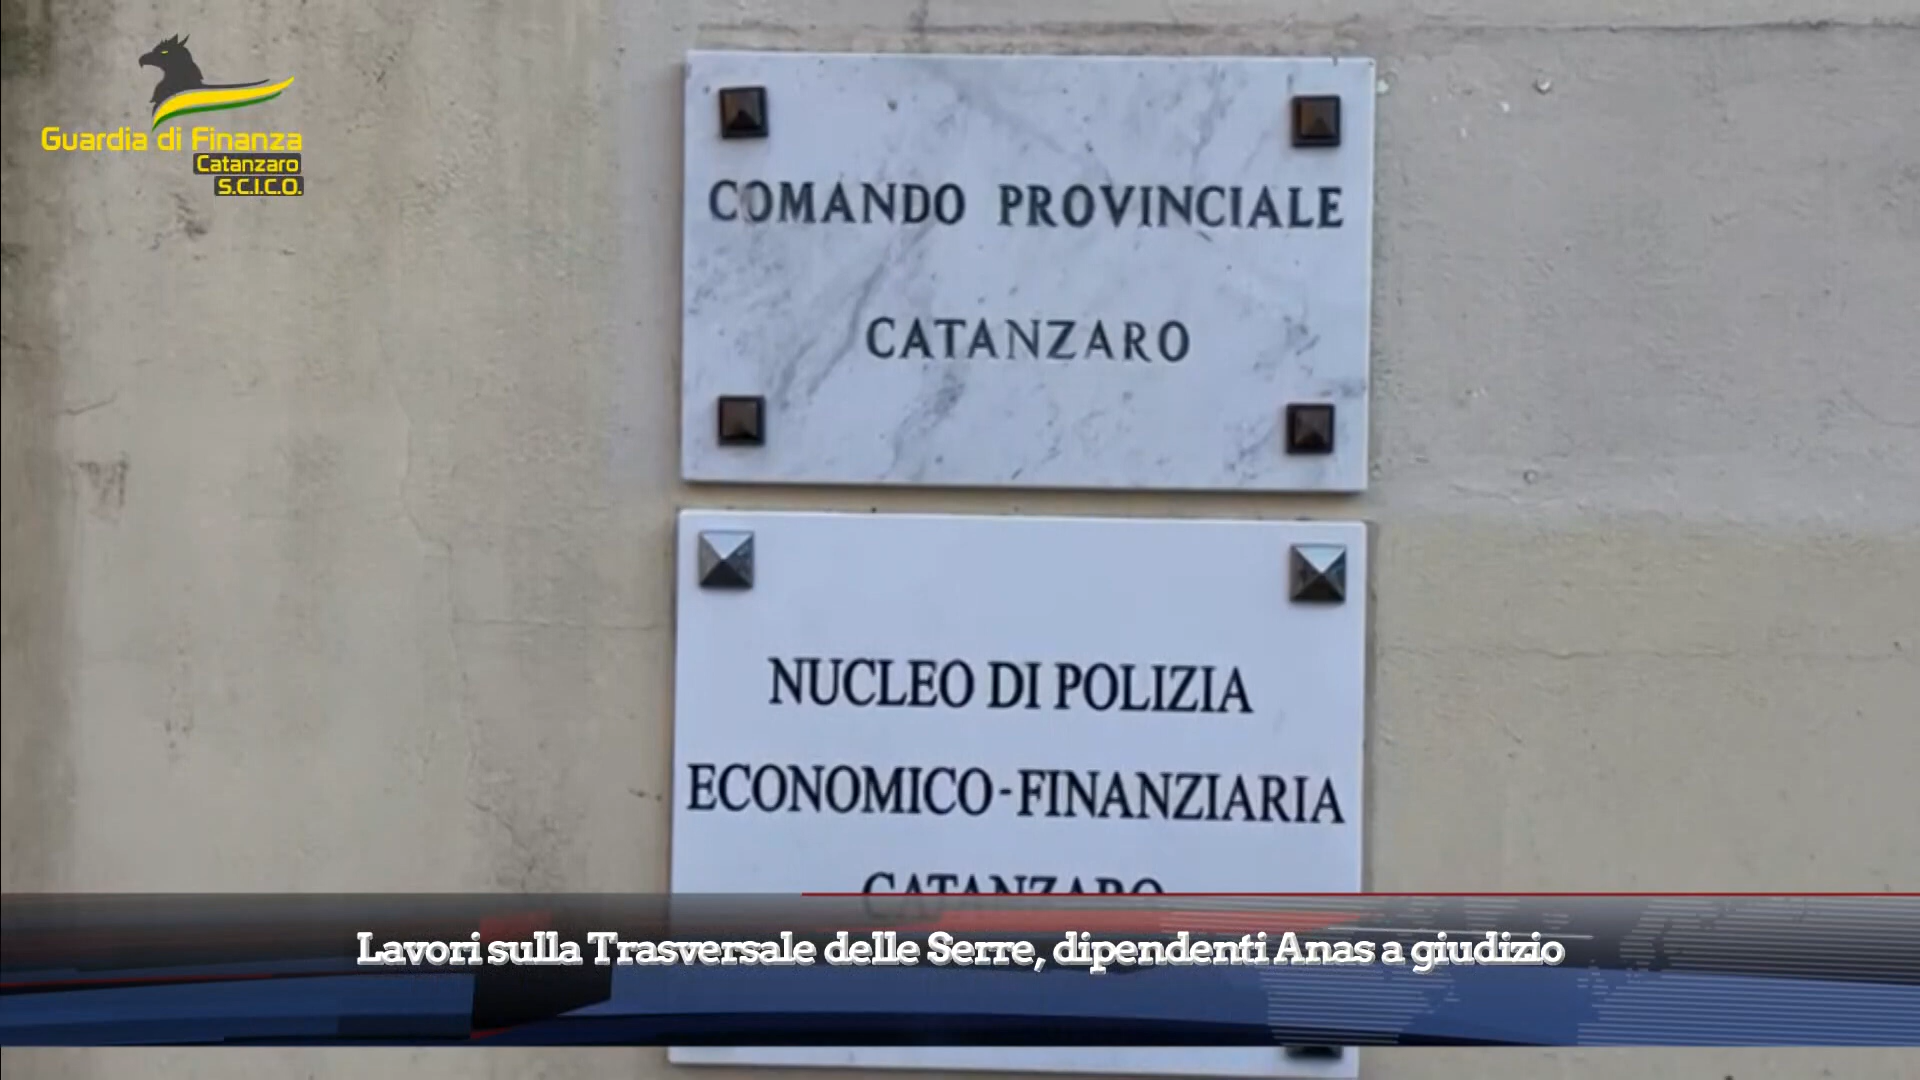 Guardia di Finanza
Catanzaro
S.C.I.C.O.
COMANDO PROVINCIALE
CATANZARO
NUCLEO DI POLIZIA
ECONOMICO-FINANZIARIA
CATANZARO
Lavori sulla Trasversale delle Serre, dipendenti Anas a giudizio